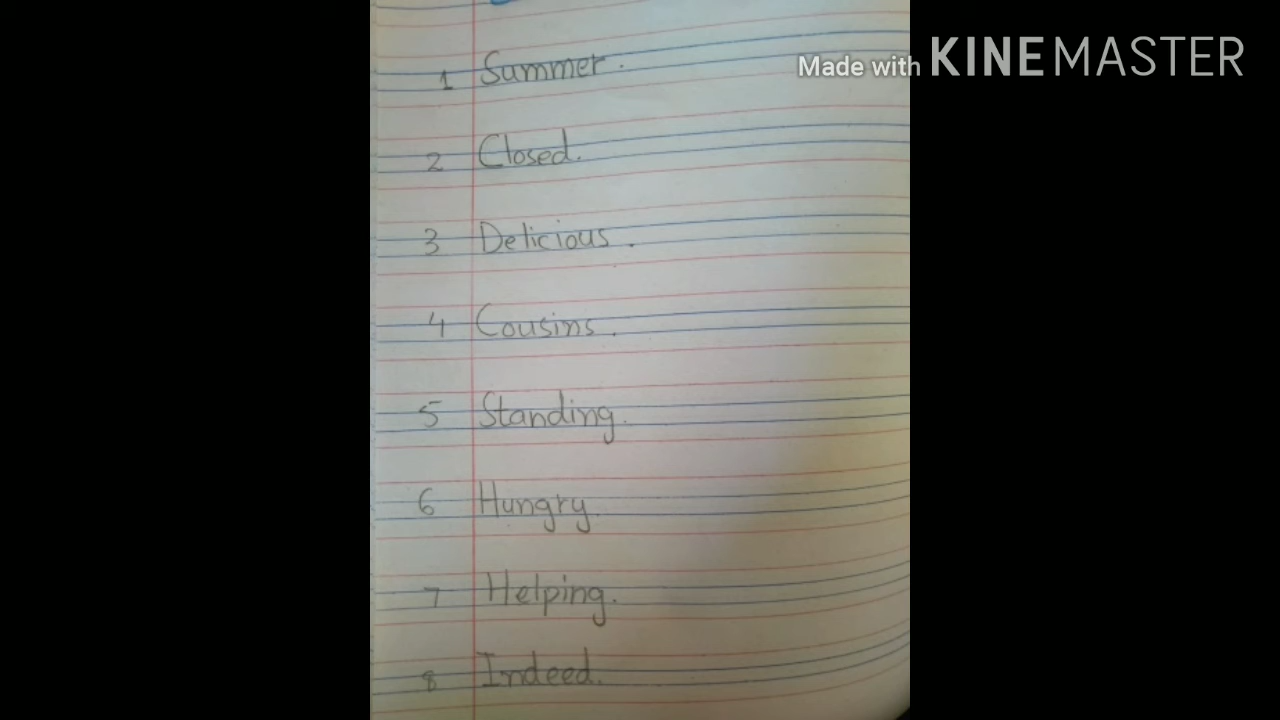 Made with KINEMASTER
1 Summer.
2 Closed.
3 Delicious.
4 Cousins.
5 Standing.
6 Hungry.
7 Helping.
8 Indeed.